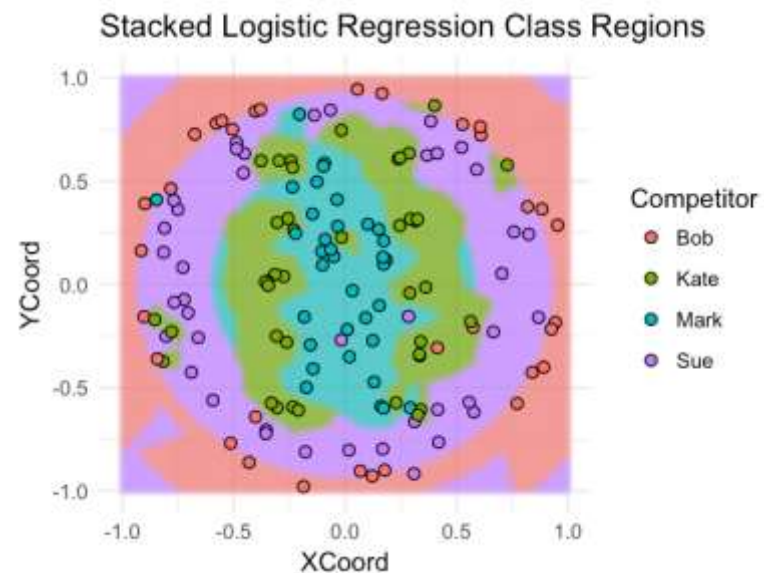 Stacked Logistic Regression Class Regions
1.0
0.5
0.0
-0.5
-1.0
YCoord
-1.0 -0.5 0.0 0.5 1.0
XCoord
Competitor
Bob
Kate
Mark
Sue